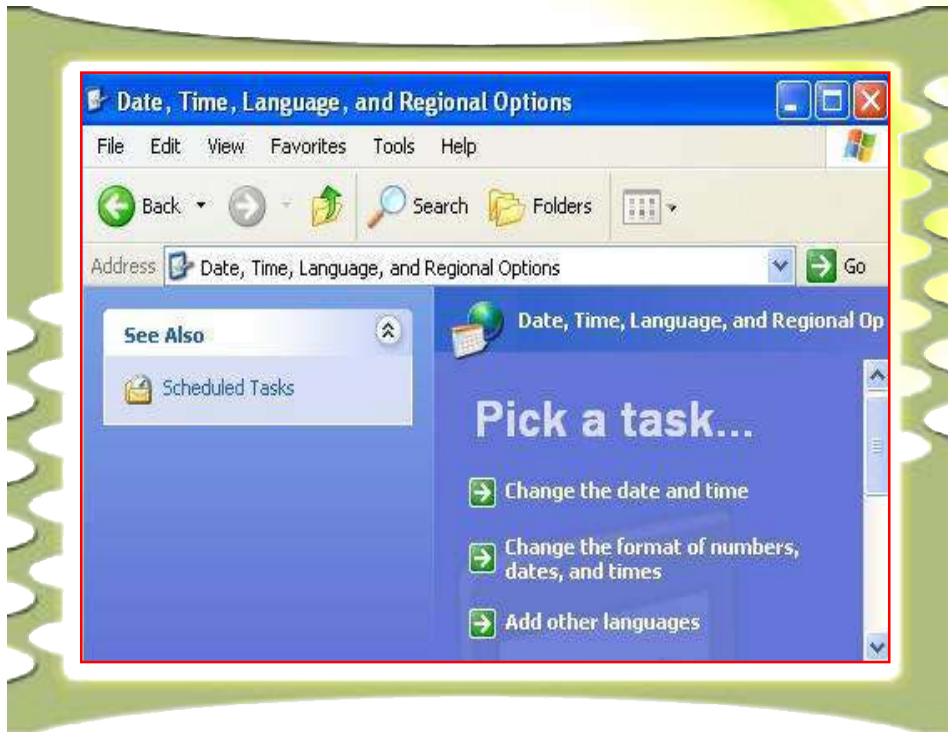 Date, Time, Language, and Regional Options
File Edit View Favorites Tools Help
Back Search Folders
Address Date, Time, Language, and Regional Options Go
See Also
Scheduled Tasks
Date, Time, Language, and Regional Op
Pick a task...
Change the date and time
Change the format of numbers,
dates, and times
Add other languages